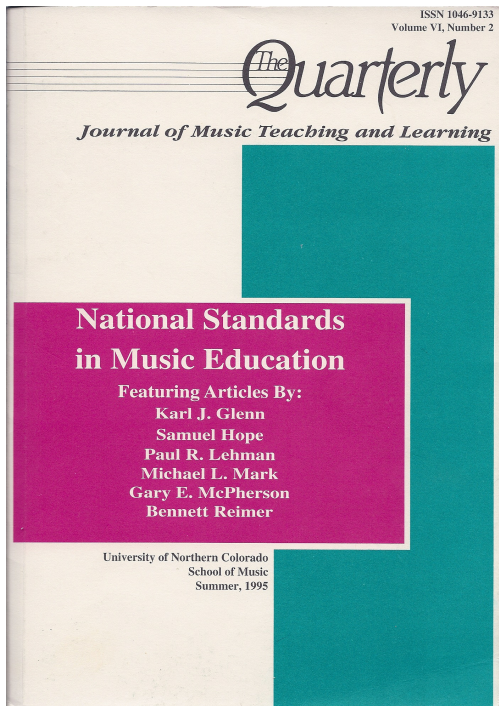 ISSN 1046-9133
Volume VI, Number 2
The Quarterly
Journal of Music Teaching and Learning
National Standards
in Music Education
Featuring Articles By:
Karl J. Glenn
Samuel Hope
Paul R. Lehman
Michael L. Mark
Gary E. McPherson
Bennett Reimer
University of Northern Colorado
School of Music
Summer, 1995